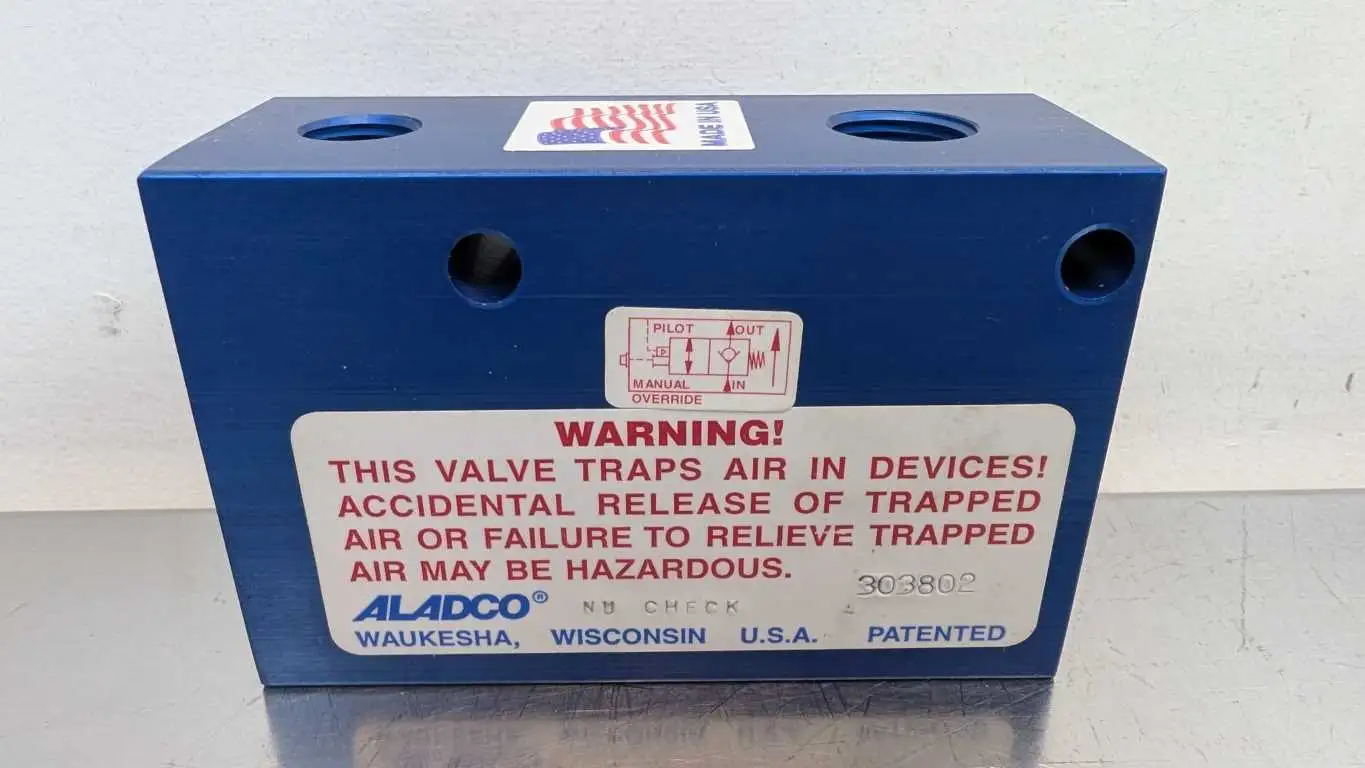 MADE IN USA
PILOT OUT
MANUAL IN
OVERRIDE
WARNING!
THIS VALVE TRAPS AIR IN DEVICES!
ACCIDENTAL RELEASE OF TRAPPED
AIR OR FAILURE TO RELIEVE TRAPPED
AIR MAY BE HAZARDOUS.
303802
ALADCO® NU CHECK
WAUKESHA, WISCONSIN U.S.A. PATENTED